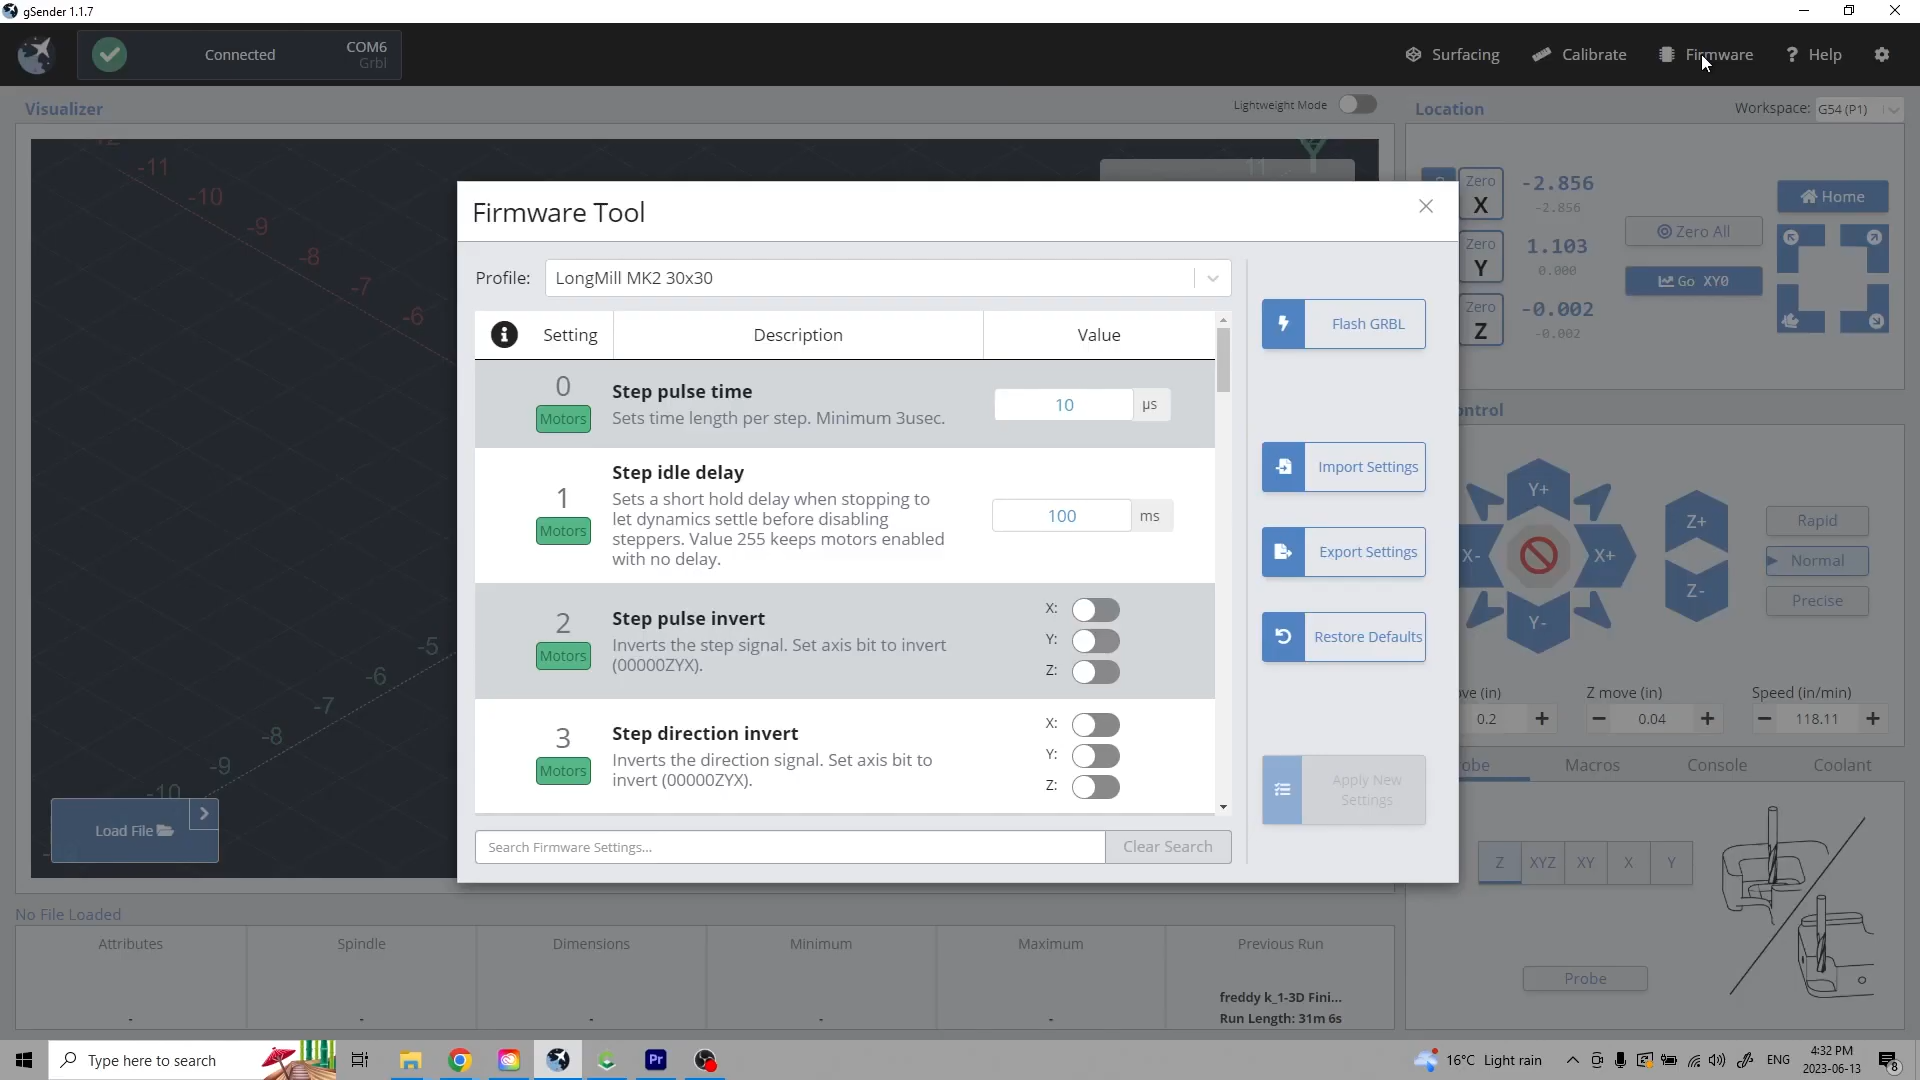 gSender 1.1.7
Connected
COM6
Grbl
Surfacing
Calibrate
Firmware
? Help
Visualizer
Lightweight Mode
Location
Workspace:
G54 (P1)
-11
-10
-9
-8
-7
-6
11
Y
-5
-6
-7
-8
-9
-10
Load File
Zero
X
-2.856
-2.856
Zero
Y
1.103
0.000
Zero
Z
-0.002
-0.002
Home
Zero All
Go XY0
Firmware Tool
Profile:
LongMill MK2 30x30
Setting
Description
Value
0
Motors
Step pulse time
Sets time length per step. Minimum 3usec.
10
µs
1
Motors
Step idle delay
Sets a short hold delay when stopping to
let dynamics settle before disabling
steppers. Value 255 keeps motors enabled
with no delay.
100
ms
2
Motors
Step pulse invert
Inverts the step signal. Set axis bit to invert
(00000ZYX).
X:
Y:
Z:
3
Motors
Step direction invert
Inverts the direction signal. Set axis bit to
invert (00000ZYX).
X:
Y:
Z:
Search Firmware Settings...
Clear Search
Flash GRBL
Import Settings
Export Settings
Restore Defaults
Apply New
Settings
Y+
X-
X+
Y-
Z+
Z-
Rapid
Normal
Precise
Z move (in)
Speed (in/min)
0.2
0.04
118.11
Macros
Console
Coolant
Z
XYZ
XY
X
Y
Probe
No File Loaded
Attributes
Spindle
Dimensions
Minimum
Maximum
Previous Run
-
-
-
-
-
freddy k_1-3D Fini...
Run Length: 31m 6s
Type here to search
Pr
16°C Light rain
ENG
4:32 PM
2023-06-13
8